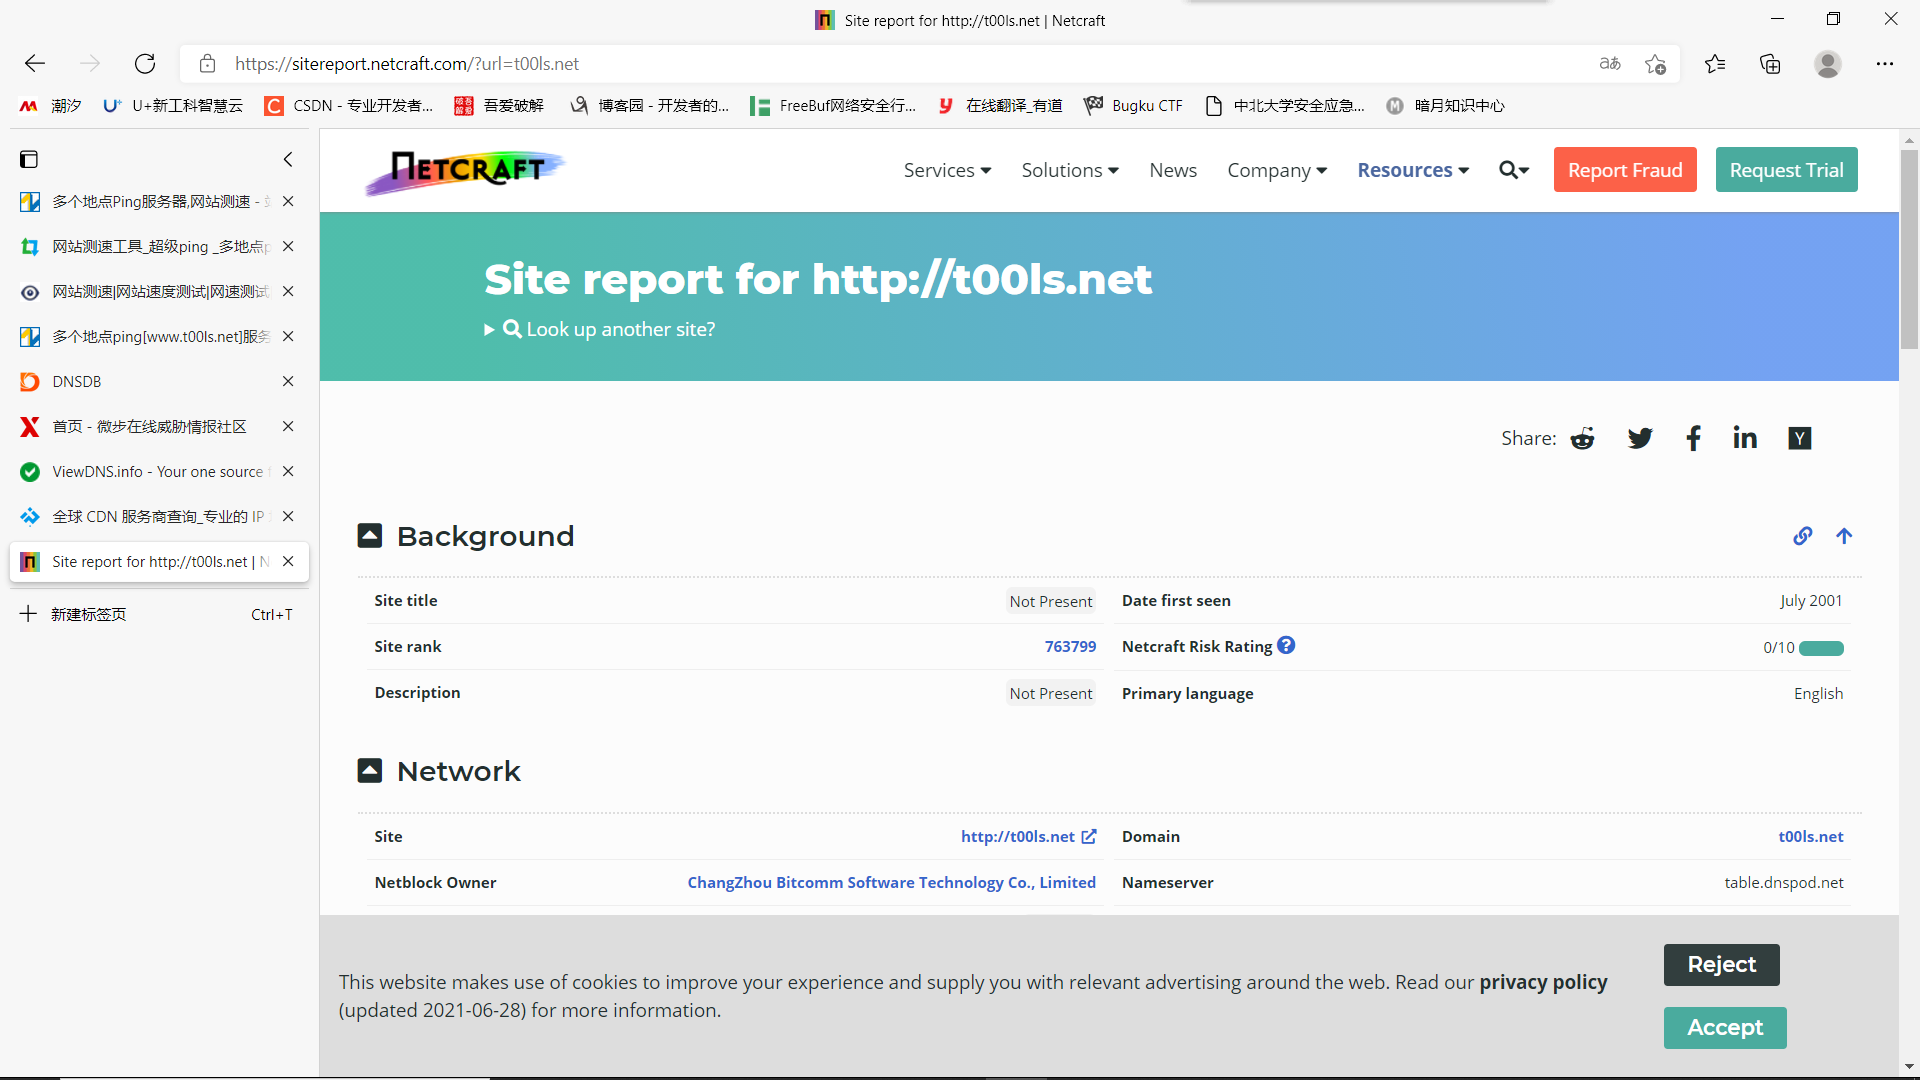 Site report for http://t00ls.net | Netcraft
https://sitereport.netcraft.com/?url=t00ls.net
aあ
潮汐
U+新工科智慧云
CSDN - 专业开发者...
吾爱破解
博客园 - 开发者的...
FreeBuf网络安全行...
在线翻译_有道
Bugku CTF
中北大学安全应急...
暗月知识中心
多个地点Ping服务器,网站测速 -
网站测速工具_超级ping _多地点p
网站测速|网站速度测试|网速测试
多个地点ping[www.t00ls.net]服务
DNSDB
首页 - 微步在线威胁情报社区
ViewDNS.info - Your one source
全球 CDN 服务商查询_专业的 IP
Site report for http://t00ls.net | N
新建标签页 Ctrl+T
NETCRAFT
Services Solutions News Company Resources Report Fraud Request Trial
Site report for http://t00ls.net
Look up another site?
Share:
Background
Site title Not Present Date first seen July 2001
Site rank 763799 Netcraft Risk Rating ? 0/10
Description Not Present Primary language English
Network
Site http://t00ls.net Domain t00ls.net
Netblock Owner ChangZhou Bitcomm Software Technology Co., Limited Nameserver table.dnspod.net
This website makes use of cookies to improve your experience and supply you with relevant advertising around the web. Read our privacy policy
(updated 2021-06-28) for more information.
Reject
Accept